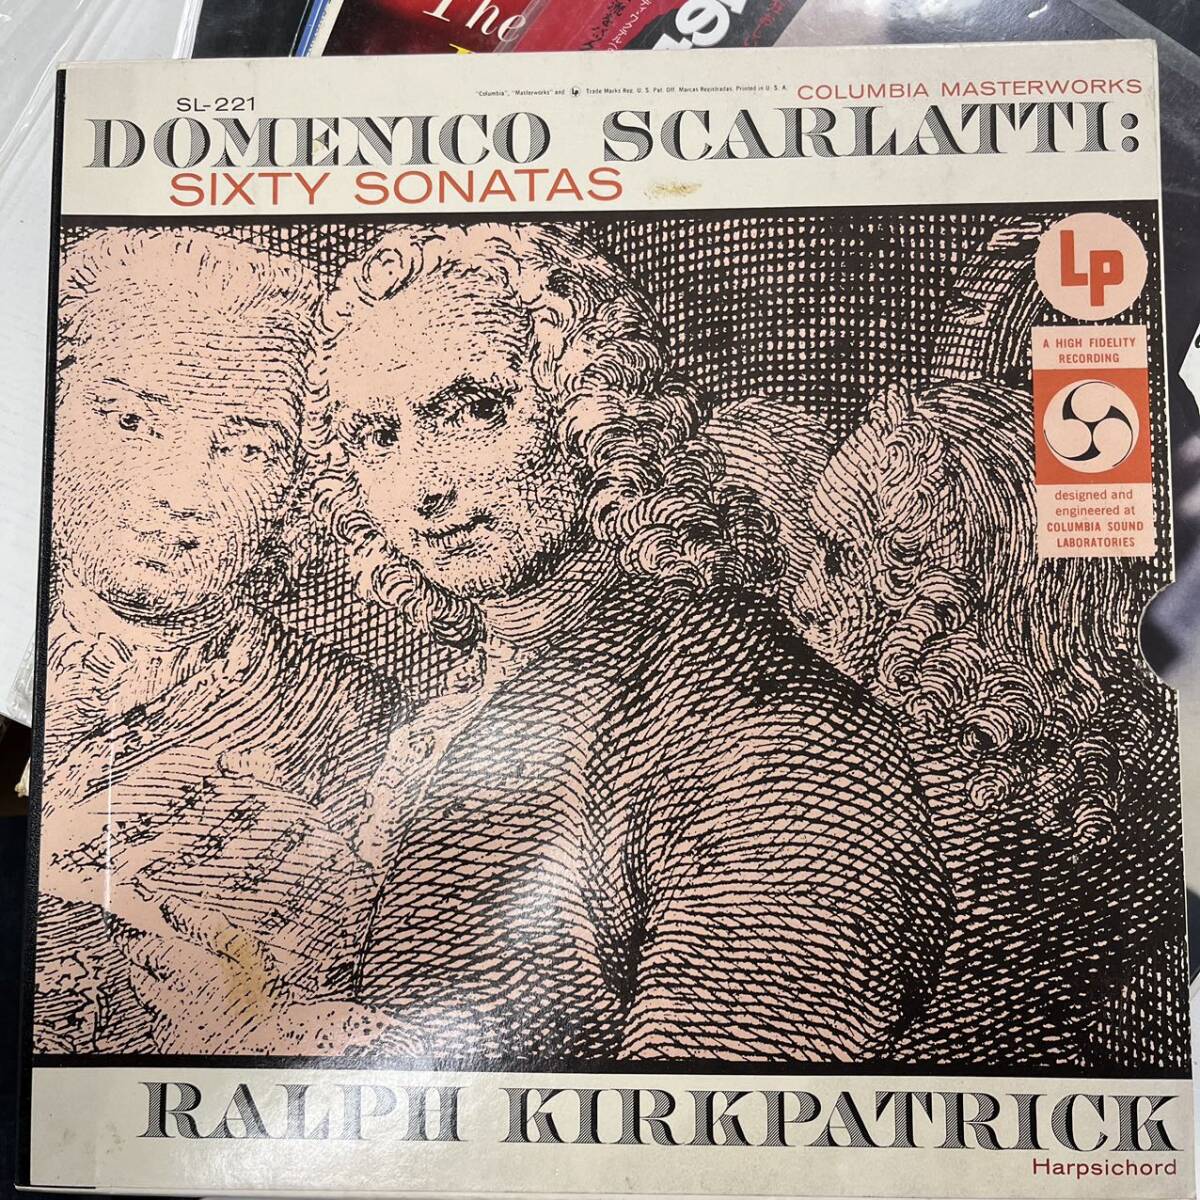 The
SL-221
"Columbia", "Masterworks" and Lp Trade Marks Reg. U. S. Pat. Off. Marcas Registradas. Printed in U. S. A.
COLUMBIA MASTERWORKS
DOMENICO SCARLATTI:
SIXTY SONATAS
LP
A HIGH FIDELITY
RECORDING
designed and
engineered at
COLUMBIA SOUND
LABORATORIES
RALPH KIRKPATRICK
Harpsichord